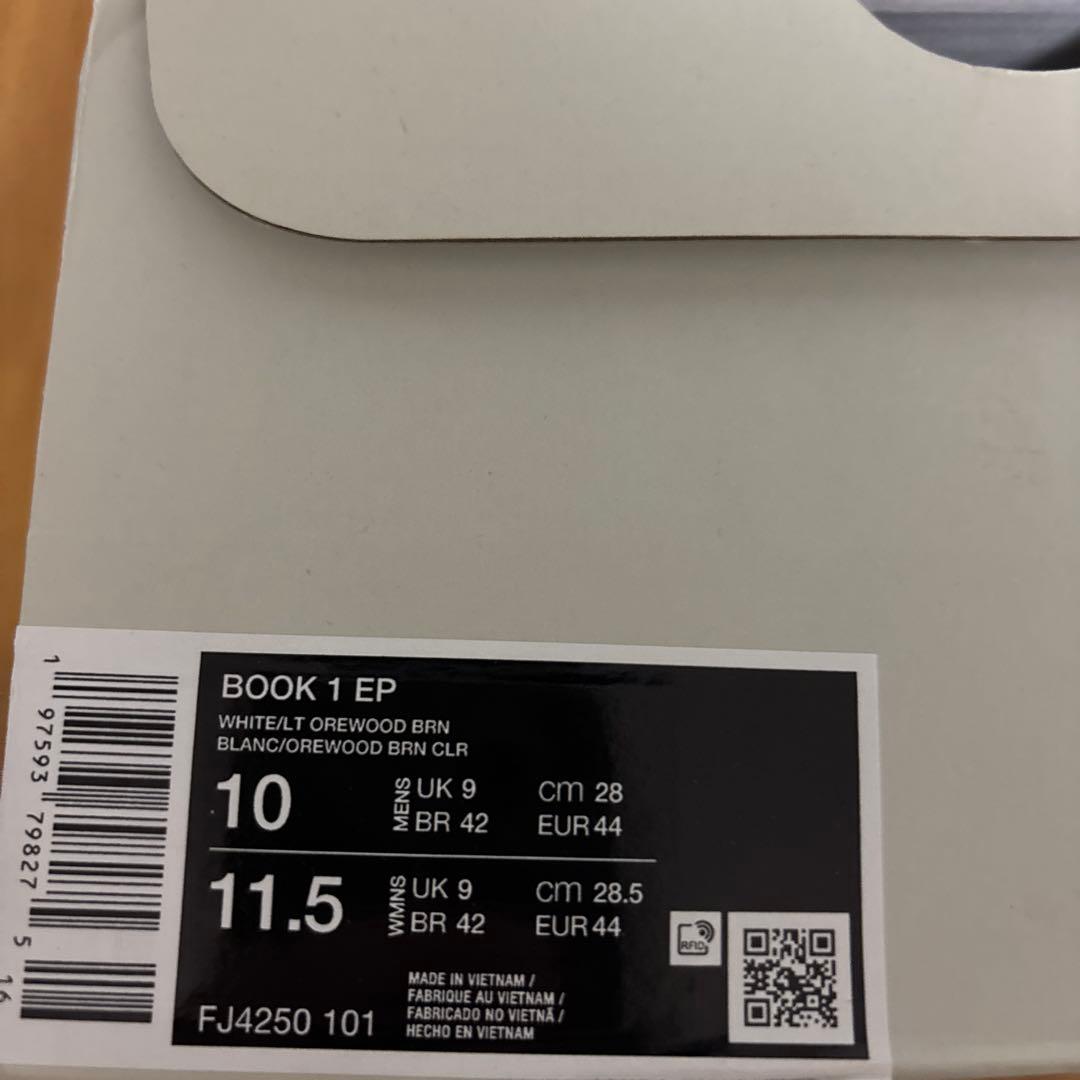 BOOK 1 EP
WHITE/LT OREWOOD BRN
BLANC/OREWOOD BRN CLR
10 MENS UK 9 cm 28
BR 42 EUR 44
11.5 WMNS UK 9 cm 28.5
BR 42 EUR 44
RFID
MADE IN VIETNAM /
FABRIQUE AU VIETNAM /
FABRICADO NO VIETNÃ /
HECHO EN VIETNAM
FJ4250 101
1 97593 79827 5 16